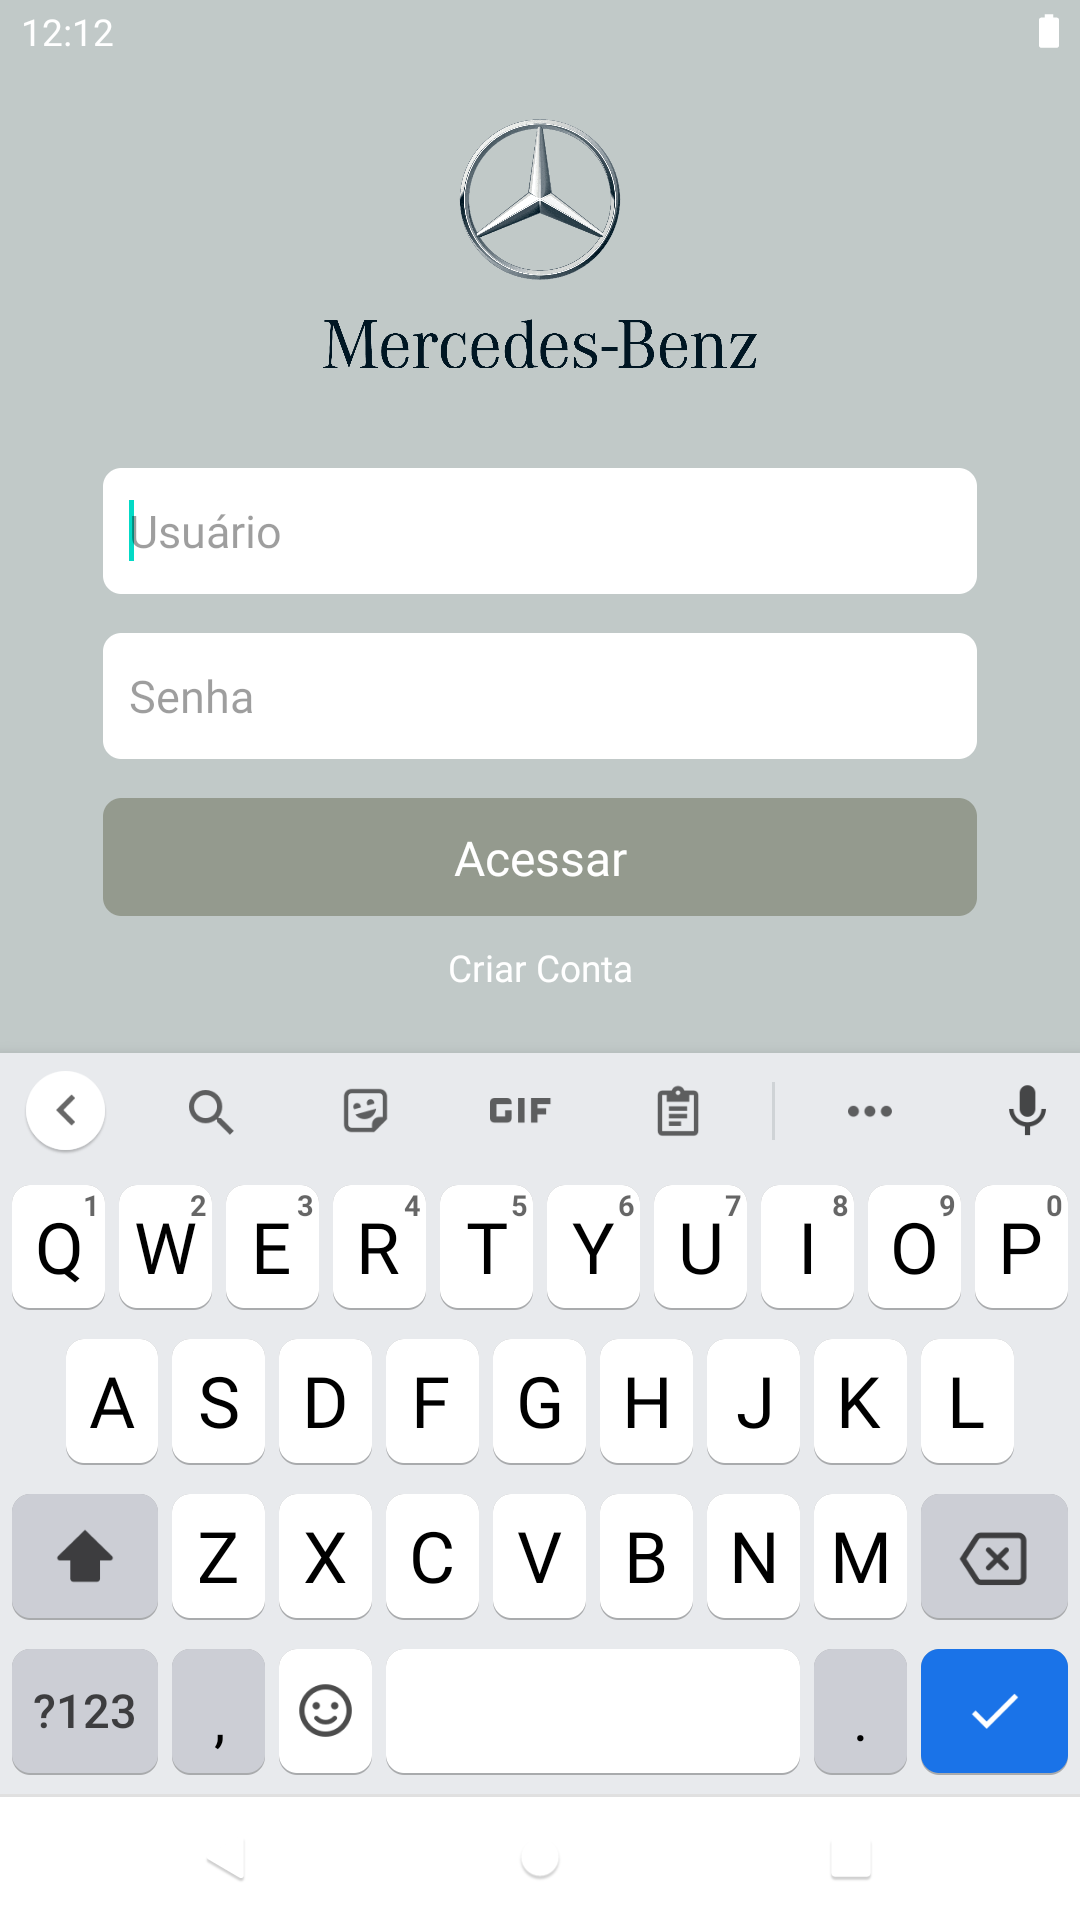 12:12
Mercedes-Benz
Usuário
Senha
Acessar
Criar Conta
GIF
1 2 3 4 5 6 7 8 9 0
Q W E R T Y U I O P
A S D F G H J K L
Z X C V B N M
?123 , .